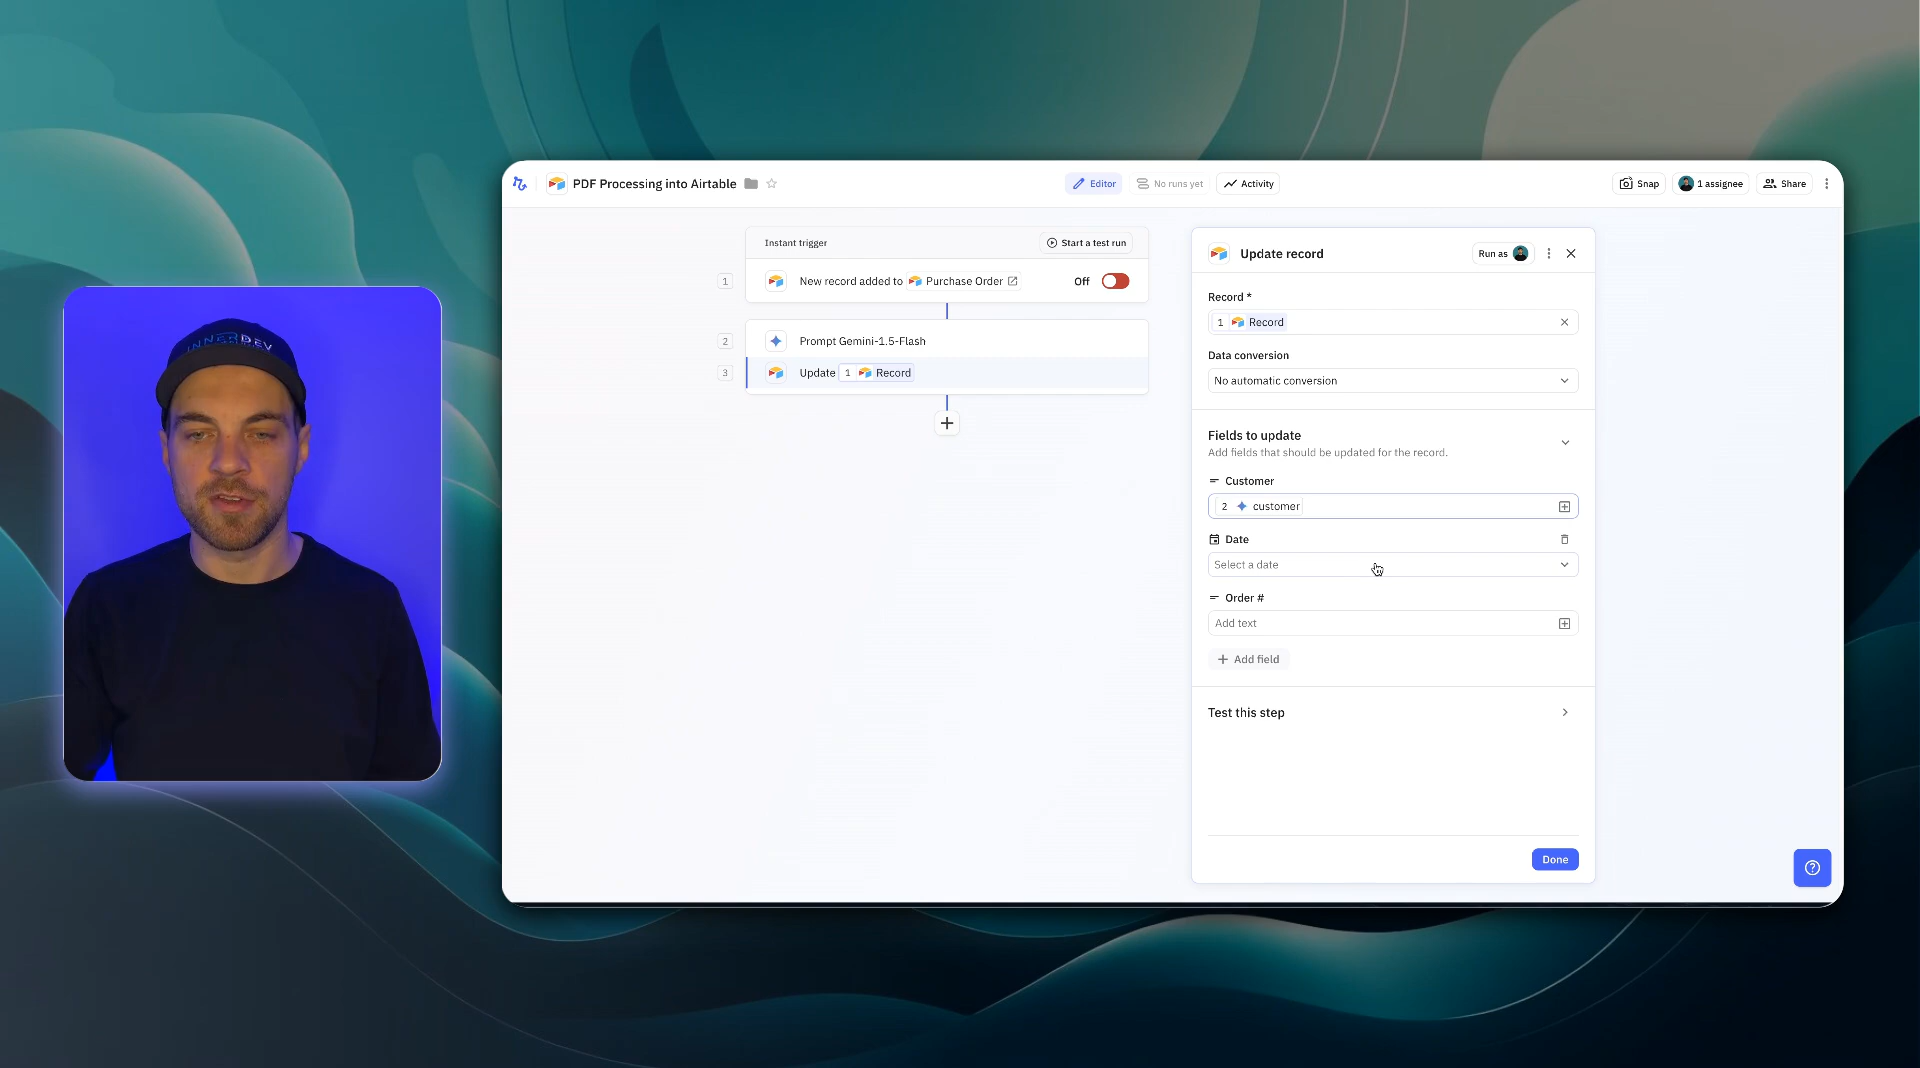 PDF Processing into Airtable
Editor
No runs yet
Activity
Snap
1 assignee
Share
Instant trigger
Start a test run
1
New record added to Purchase Order
Off
2
Prompt Gemini-1.5-Flash
3
Update 1 Record
Update record
Run as
Record *
1 Record
Data conversion
No automatic conversion
Fields to update
Add fields that should be updated for the record.
Customer
2 customer
Date
Select a date
Order #
Add text
Add field
Test this step
Done
INNERDEV